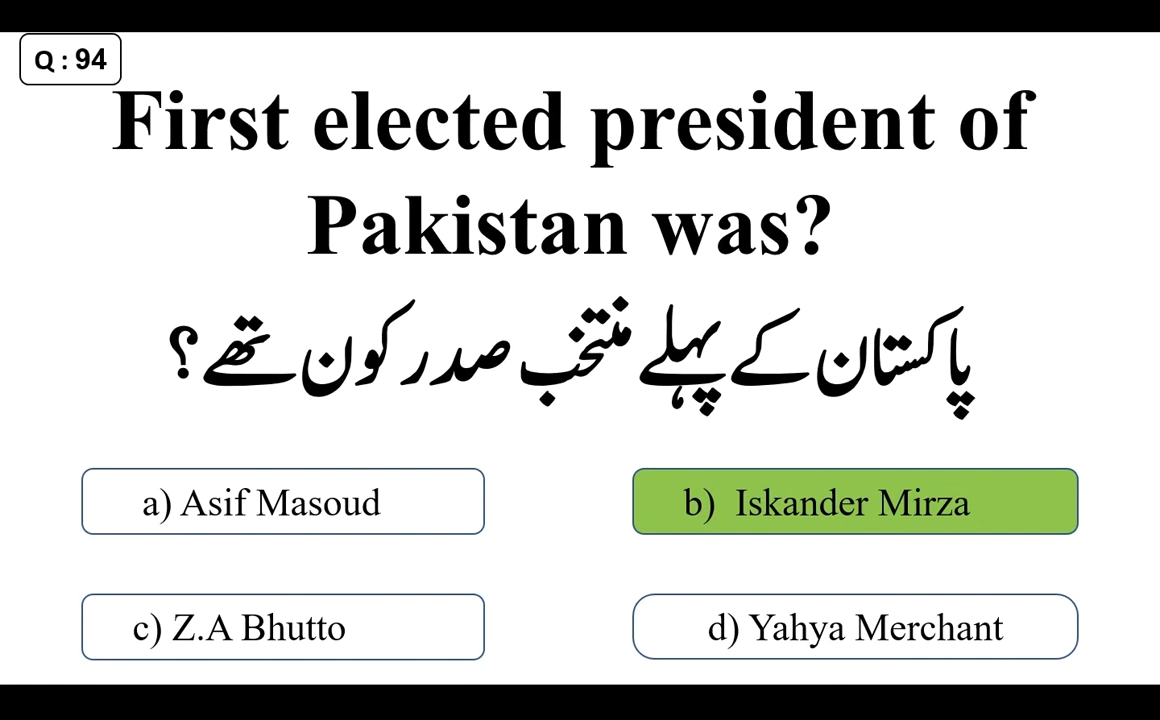 Q : 94
First elected president of
Pakistan was?
پاکستان کے پہلے منتخب صدر کون تھے؟
a) Asif Masoud
b) Iskander Mirza
c) Z.A Bhutto
d) Yahya Merchant